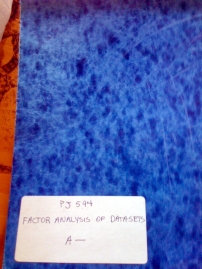 PJ 594
FACTOR ANALYSIS OF DATASETS
A —